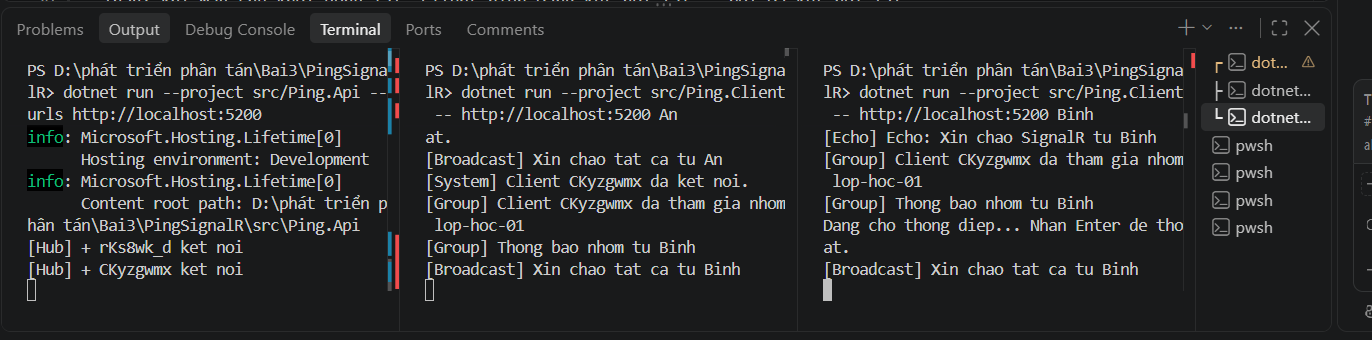 Problems Output Debug Console Terminal Ports Comments
PS D:\phát triển phân tán\Bai3\PingSigna
lR> dotnet run --project src/Ping.Api --
urls http://localhost:5200
info: Microsoft.Hosting.Lifetime[0]
Hosting environment: Development
info: Microsoft.Hosting.Lifetime[0]
Content root path: D:\phát triển p
hân tán\Bai3\PingSignalR\src\Ping.Api
[Hub] + rKs8wk_d ket noi
[Hub] + CKyzgwmx ket noi
PS D:\phát triển phân tán\Bai3\PingSigna
lR> dotnet run --project src/Ping.Client
-- http://localhost:5200 An
at.
[Broadcast] Xin chao tat ca tu An
[System] Client CKyzgwmx da ket noi.
[Group] Client CKyzgwmx da tham gia nhom
lop-hoc-01
[Group] Thong bao nhom tu Binh
[Broadcast] Xin chao tat ca tu Binh
PS D:\phát triển phân tán\Bai3\PingSigna
lR> dotnet run --project src/Ping.Client
-- http://localhost:5200 Binh
[Echo] Echo: Xin chao SignalR tu Binh
[Group] Client CKyzgwmx da tham gia nhom
lop-hoc-01
[Group] Thong bao nhom tu Binh
Dang cho thong diep... Nhan Enter de tho
at.
[Broadcast] Xin chao tat ca tu Binh
dot...
dotnet...
dotnet...
pwsh
pwsh
pwsh
pwsh